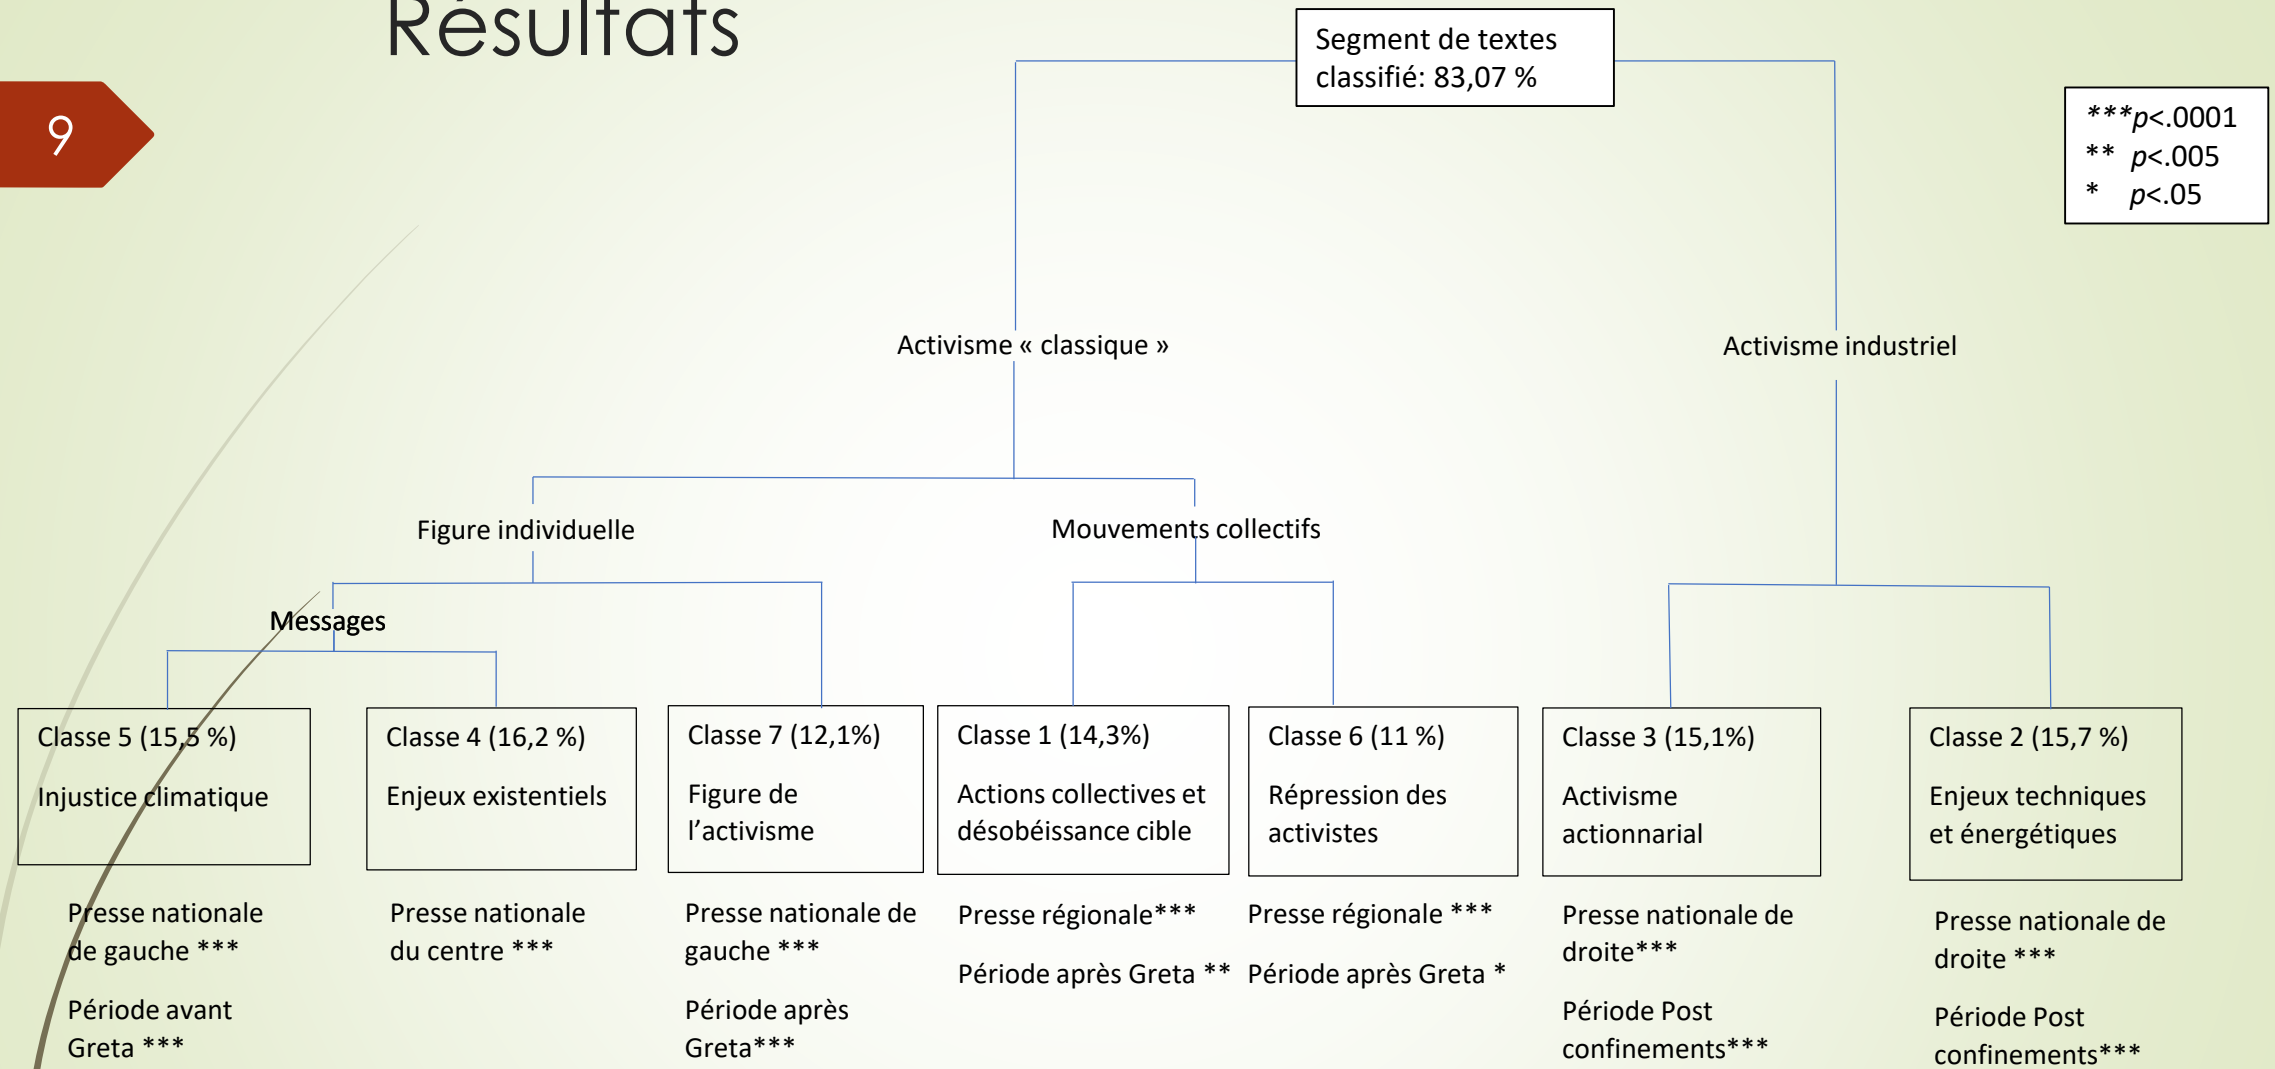 Résultats
9
Segment de textes
classifié: 83,07 %
***p<.0001
** p<.005
* p<.05
Activisme « classique »
Activisme industriel
Figure individuelle
Mouvements collectifs
Messages
Classe 5 (15,5 %)
Injustice climatique
Presse nationale
de gauche ***
Période avant
Greta ***
Classe 4 (16,2 %)
Enjeux existentiels
Presse nationale
du centre ***
Classe 7 (12,1%)
Figure de
l’activisme
Presse nationale de
gauche ***
Période après
Greta***
Classe 1 (14,3%)
Actions collectives et
désobéissance cible
Presse régionale***
Période après Greta **
Classe 6 (11 %)
Répression des
activistes
Presse régionale ***
Période après Greta *
Classe 3 (15,1%)
Activisme
actionnarial
Presse nationale de
droite***
Période Post
confinements***
Classe 2 (15,7 %)
Enjeux techniques
et énergétiques
Presse nationale de
droite ***
Période Post
confinements***